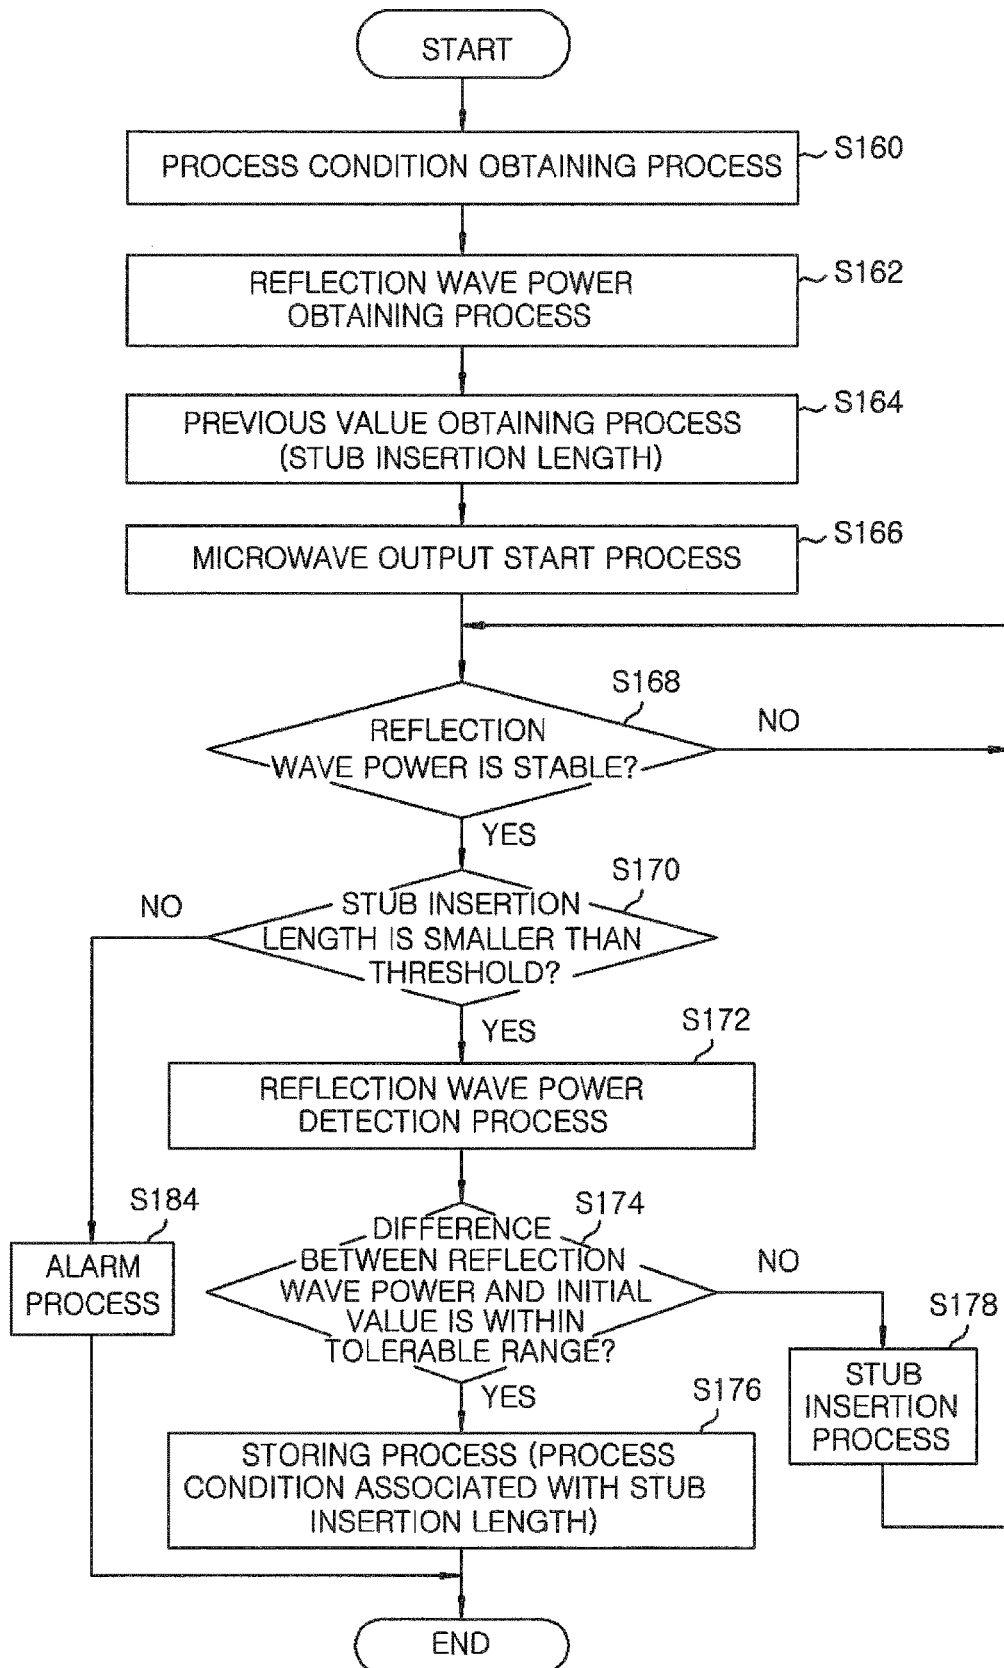 START
PROCESS CONDITION OBTAINING PROCESS
S160
REFLECTION WAVE POWER
OBTAINING PROCESS
S162
PREVIOUS VALUE OBTAINING PROCESS
(STUB INSERTION LENGTH)
S164
MICROWAVE OUTPUT START PROCESS
S166
S168
REFLECTION
WAVE POWER IS STABLE?
NO
YES
S170
STUB INSERTION
LENGTH IS SMALLER THAN
THRESHOLD?
NO
YES
S172
REFLECTION WAVE POWER
DETECTION PROCESS
S184
ALARM
PROCESS
S174
DIFFERENCE
BETWEEN REFLECTION
WAVE POWER AND INITIAL
VALUE IS WITHIN
TOLERABLE RANGE?
NO
YES
S178
STUB
INSERTION
PROCESS
S176
STORING PROCESS (PROCESS
CONDITION ASSOCIATED WITH STUB
INSERTION LENGTH)
END